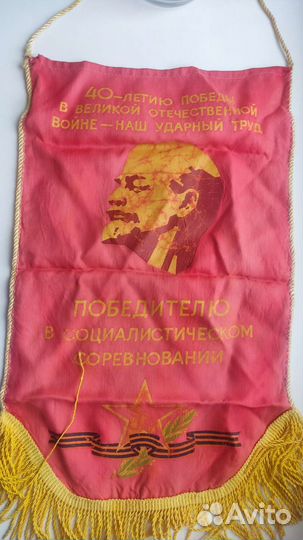 40-ЛЕТИЮ ПОБЕДЫ
В ВЕЛИКОЙ ОТЕЧЕСТВЕННОЙ
ВОЙНЕ — НАШ УДАРНЫЙ ТРУД
ПОБЕДИТЕЛЮ
В СОЦИАЛИСТИЧЕСКОМ
СОРЕВНОВАНИИ
Avito